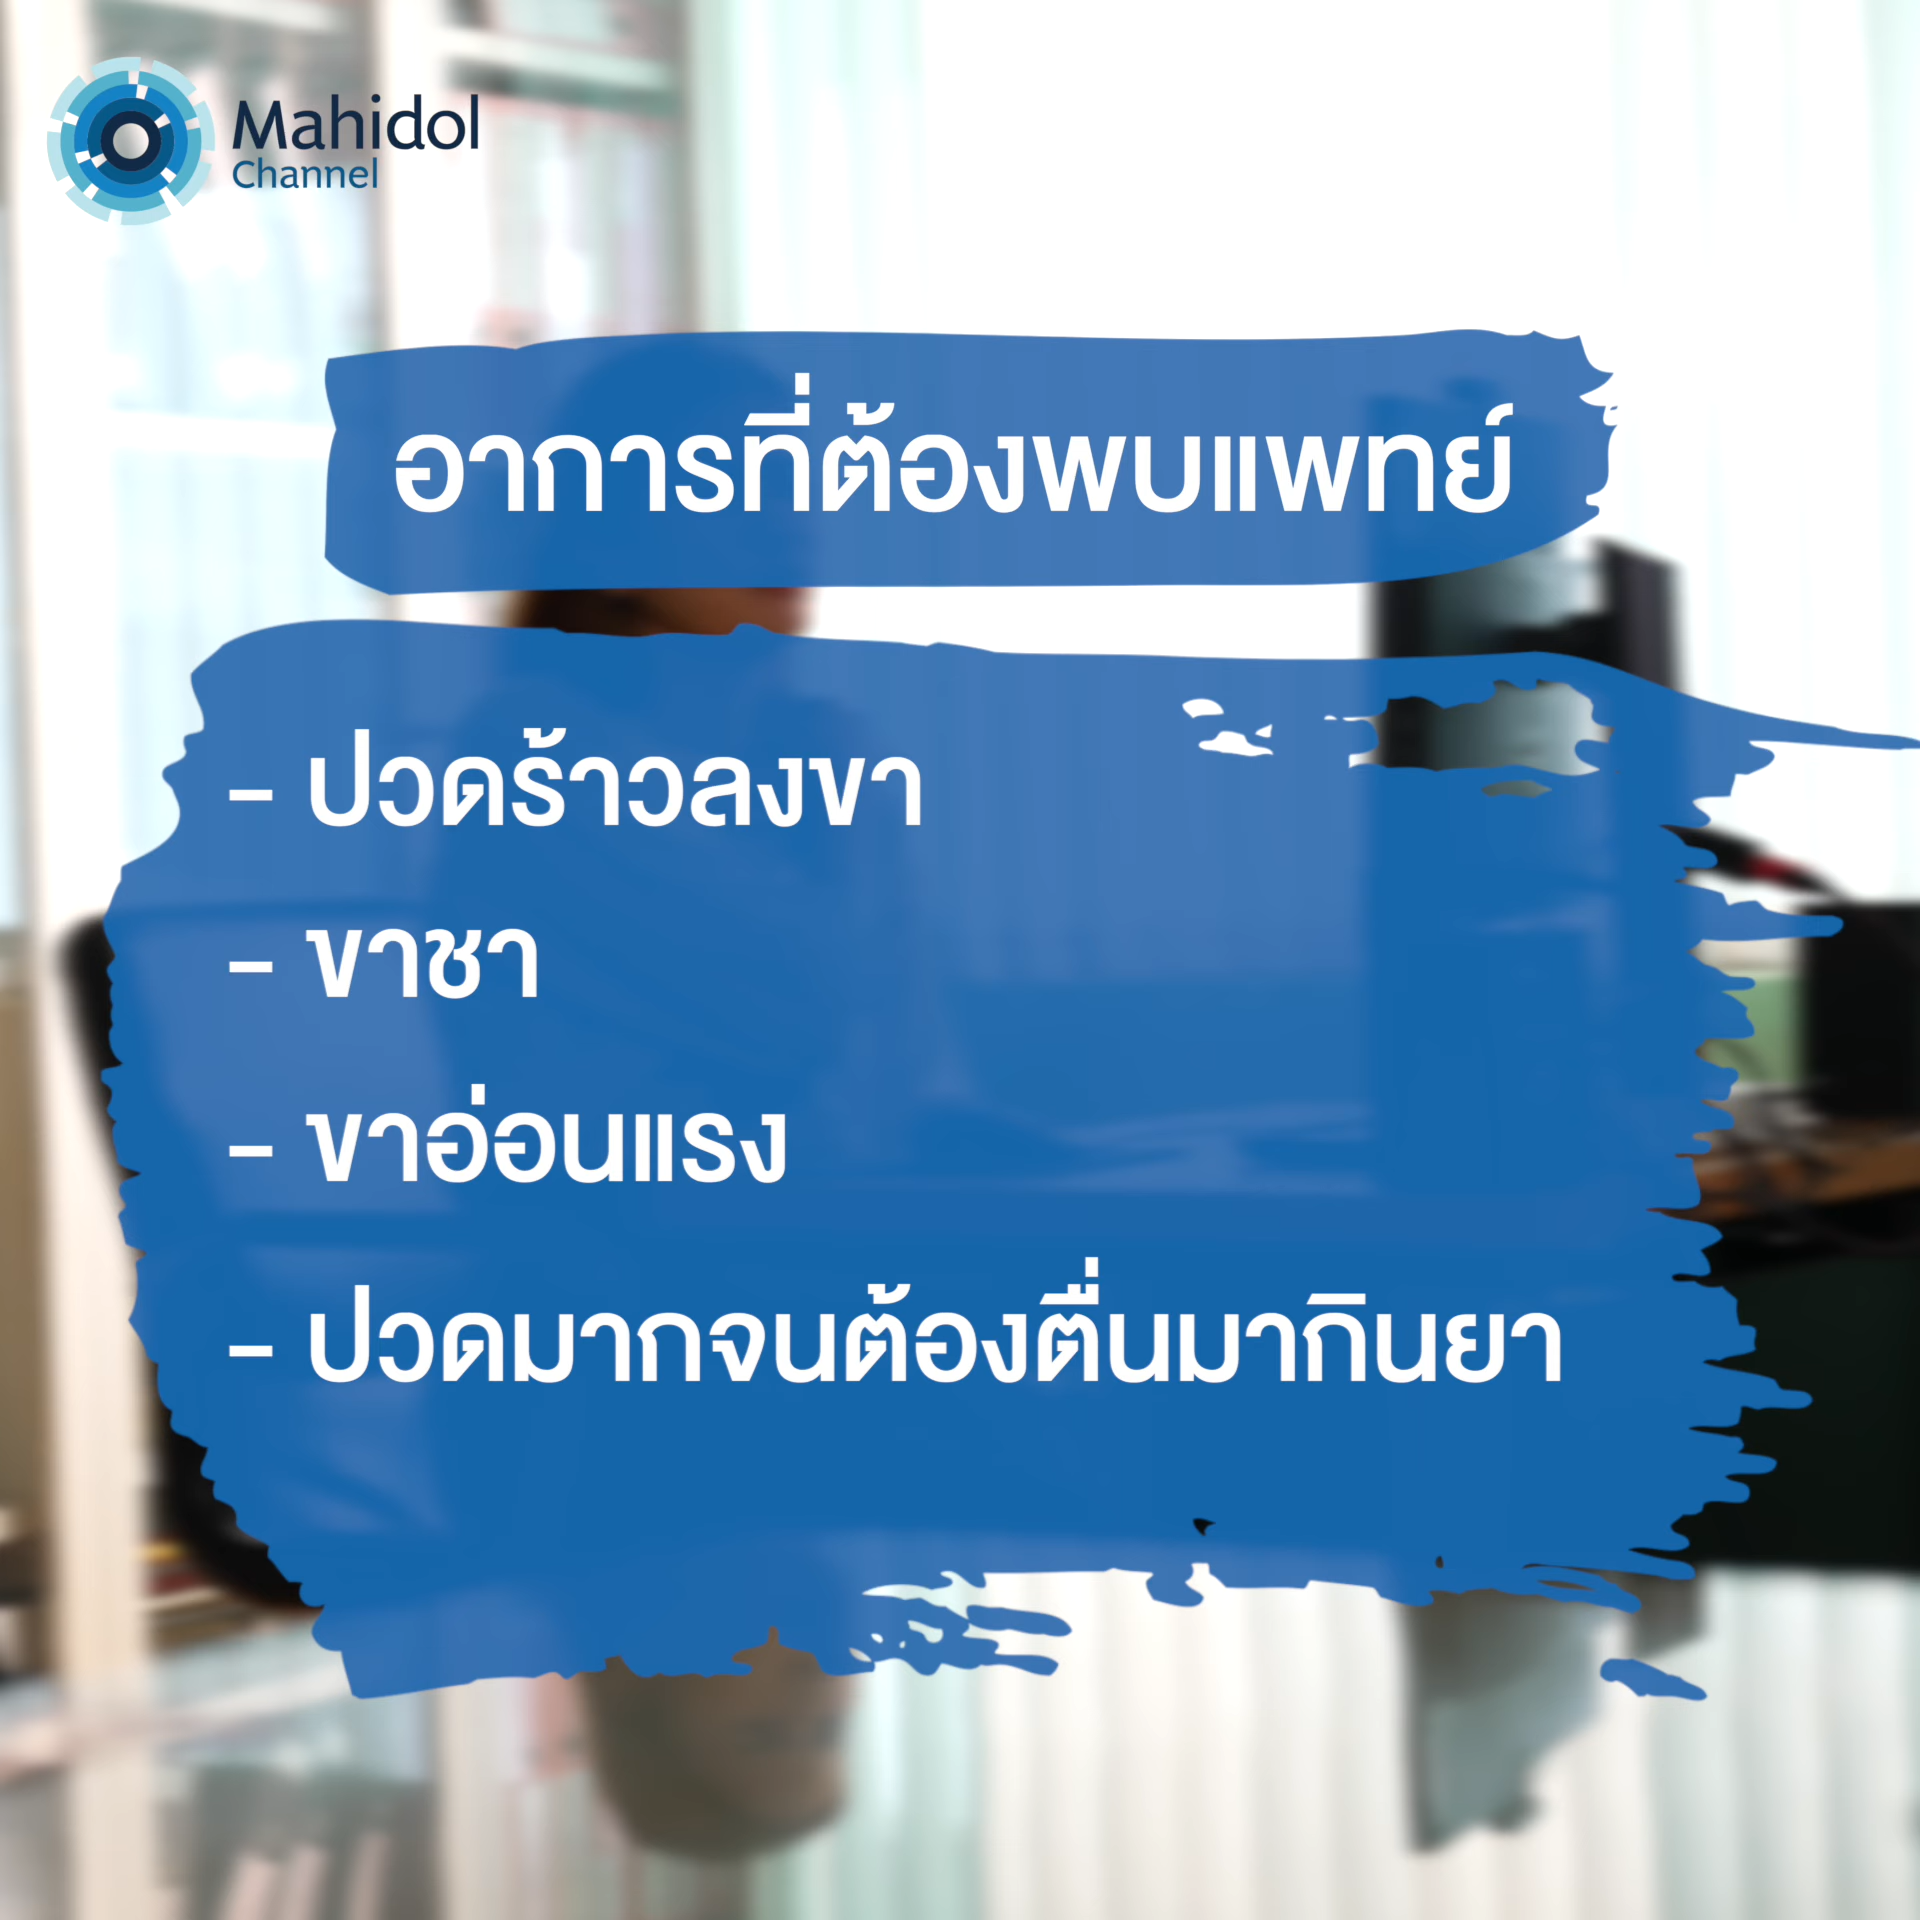 Mahidol
Channel
อาการที่ต้องพบแพทย์
- ปวดร้าวลงขา
- ขาชา
- ขาอ่อนแรง
- ปวดมากจนต้องตื่นมากินยา